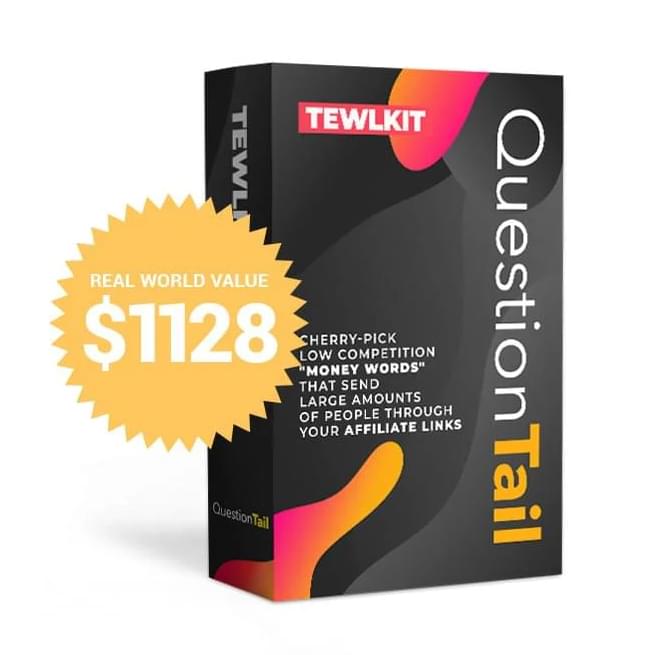 TEWLKIT
QuestionTail
REAL WORLD VALUE
$1128
CHERRY-PICK
LOW COMPETITION
"MONEY WORDS"
THAT SEND
LARGE AMOUNTS
OF PEOPLE THROUGH
YOUR AFFILIATE LINKS
TEWL
QuestionTail